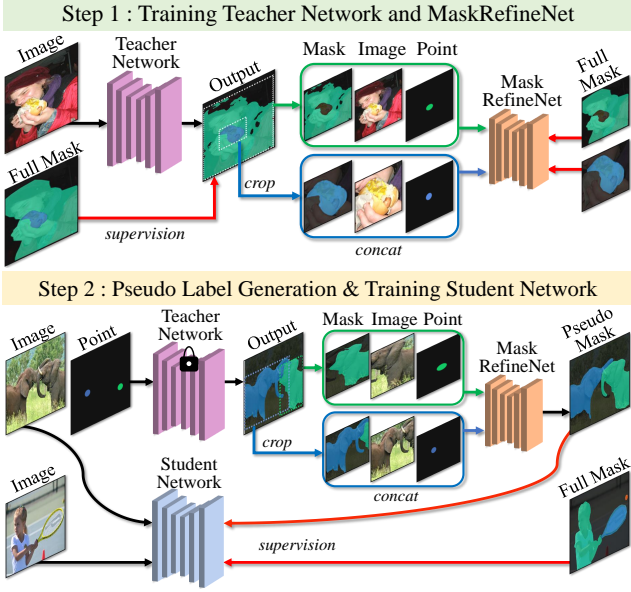 Step 1 : Training Teacher Network and MaskRefineNet
Image
Teacher
Network
Output
Mask Image Point
Mask
RefineNet
Full
Mask
Full Mask
supervision
crop
concat
Step 2 : Pseudo Label Generation & Training Student Network
Image
Point
Teacher
Network
Output
Mask Image Point
Mask
RefineNet
Pseudo
Mask
crop
concat
Image
Student
Network
supervision
Full Mask